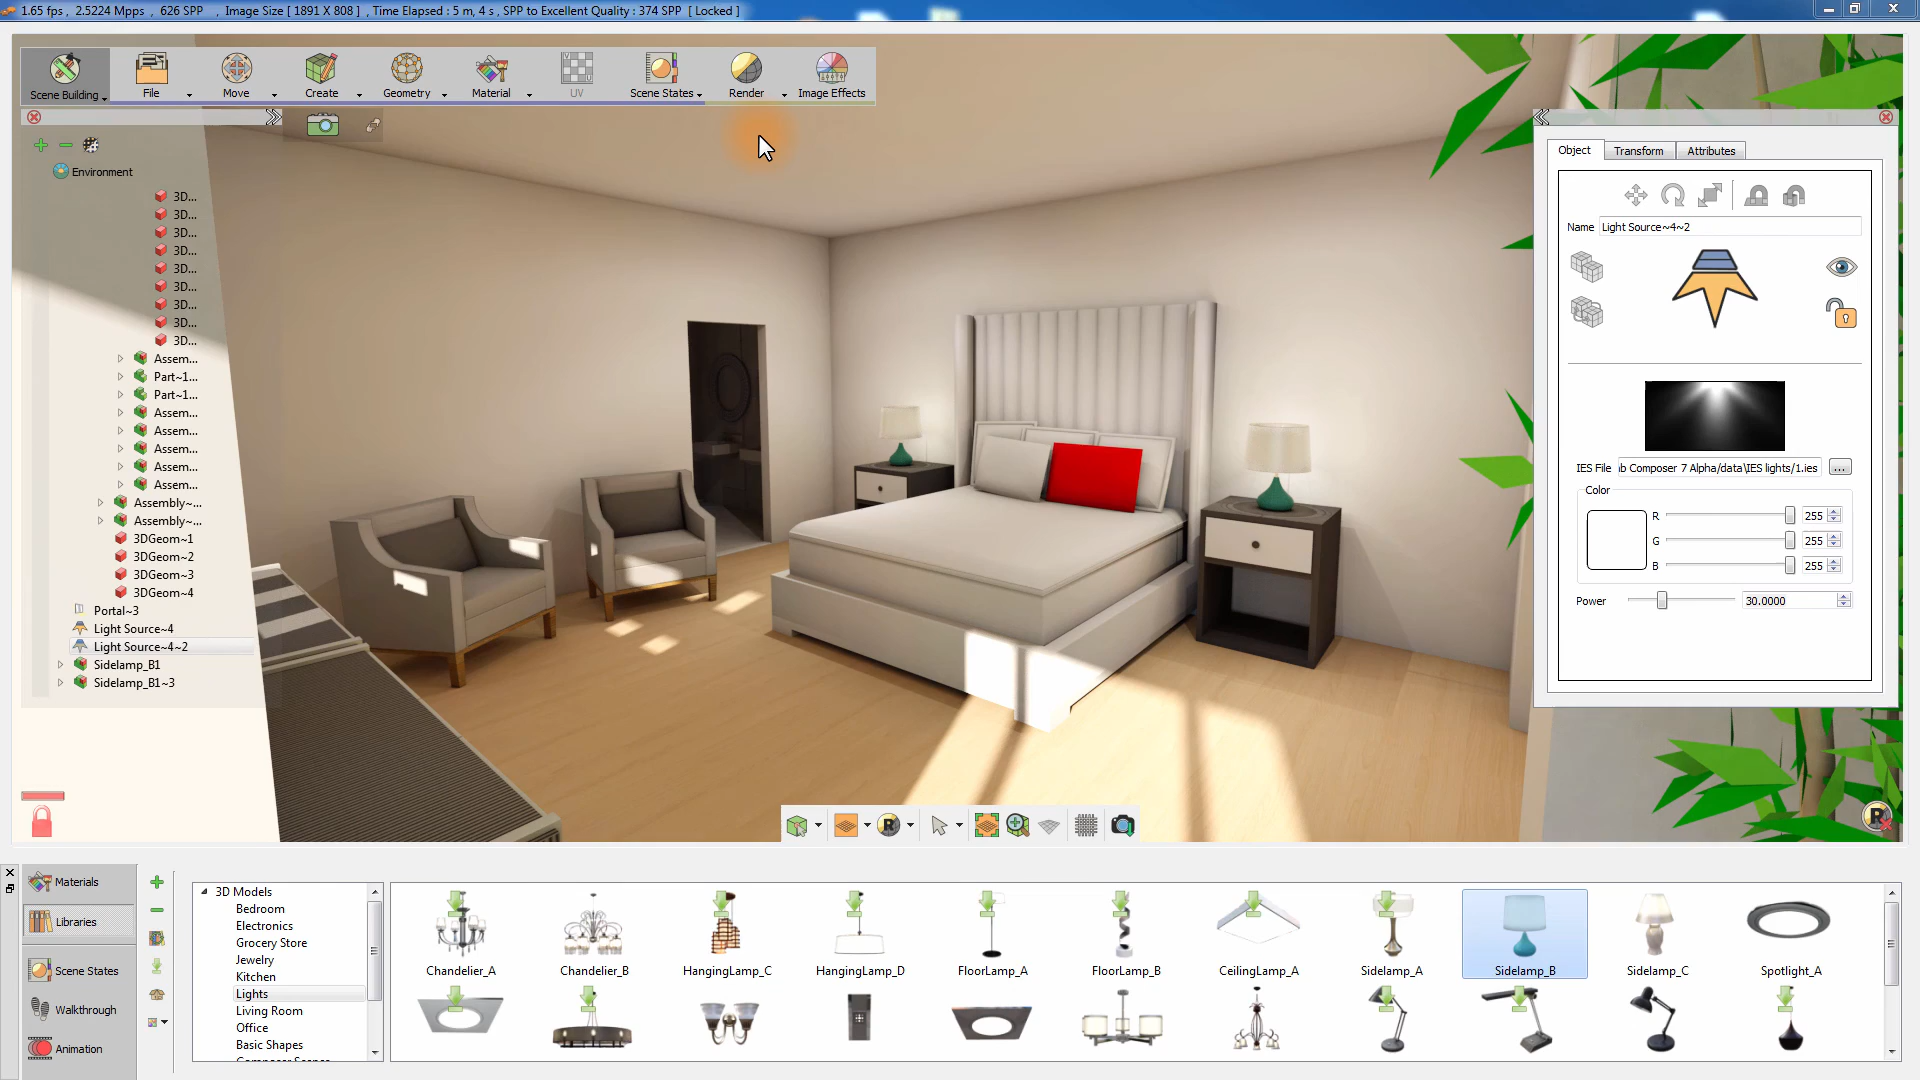 1.65 fps , 2.5224 Mpps , 626 SPP , Image Size [ 1891 X 808 ] , Time Elapsed : 5 m, 4 s , SPP to Excellent Quality : 374 SPP [ Locked ]
Scene Building
File
Move
Create
Geometry
Material
UV
Scene States
Render
Image Effects
Environment
3D...
3D...
3D...
3D...
3D...
3D...
3D...
3D...
3D...
Assem...
Part~1...
Part~1...
Assem...
Assem...
Assem...
Assem...
Assem...
Assembly~...
Assembly~...
3DGeom~1
3DGeom~2
3DGeom~3
3DGeom~4
Portal~3
Light Source~4
Light Source~4~2
Sidelamp_B1
Sidelamp_B1~3
Object
Transform
Attributes
Name Light Source~4~2
IES File b Composer 7 Alpha/data\IES lights/1.ies ...
Color
R 255
G 255
B 255
Power 30.0000
Materials
Libraries
Scene States
Walkthrough
Animation
3D Models
Bedroom
Electronics
Grocery Store
Jewelry
Kitchen
Lights
Living Room
Office
Basic Shapes
Chandelier_A
Chandelier_B
HangingLamp_C
HangingLamp_D
FloorLamp_A
FloorLamp_B
CeilingLamp_A
Sidelamp_A
Sidelamp_B
Sidelamp_C
Spotlight_A